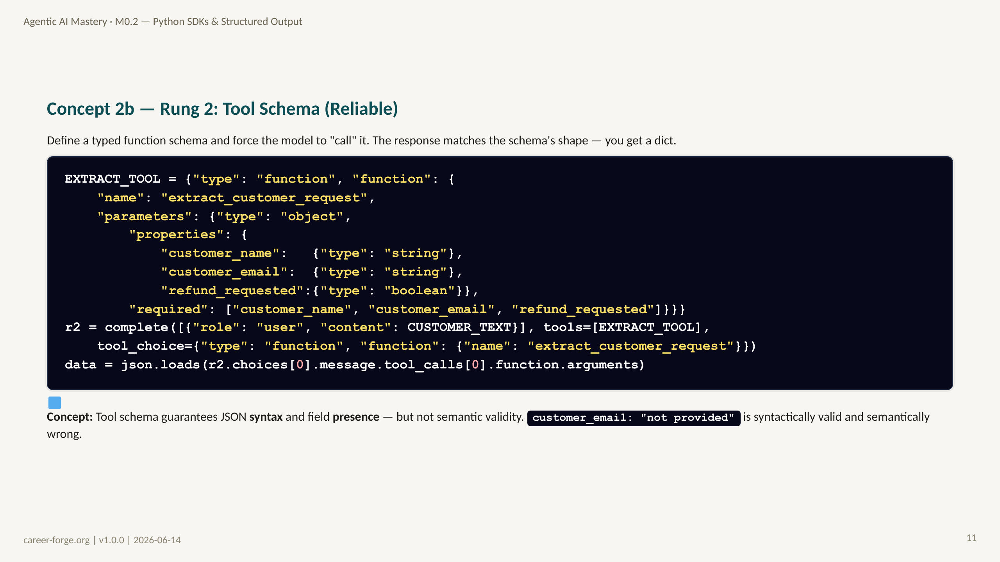 Agentic AI Mastery · M0.2 — Python SDKs & Structured Output
Concept 2b — Rung 2: Tool Schema (Reliable)
Define a typed function schema and force the model to "call" it. The response matches the schema's shape — you get a dict.
EXTRACT_TOOL = {"type": "function", "function": {
    "name": "extract_customer_request",
    "parameters": {"type": "object",
        "properties": {
            "customer_name":   {"type": "string"},
            "customer_email":  {"type": "string"},
            "refund_requested":{"type": "boolean"}},
        "required": ["customer_name", "customer_email", "refund_requested"]}}}
r2 = complete([{"role": "user", "content": CUSTOMER_TEXT}], tools=[EXTRACT_TOOL],
    tool_choice={"type": "function", "function": {"name": "extract_customer_request"}})
data = json.loads(r2.choices[0].message.tool_calls[0].function.arguments)
Concept: Tool schema guarantees JSON syntax and field presence — but not semantic validity. customer_email: "not provided" is syntactically valid and semantically
wrong.
career-forge.org | v1.0.0 | 2026-06-14
11